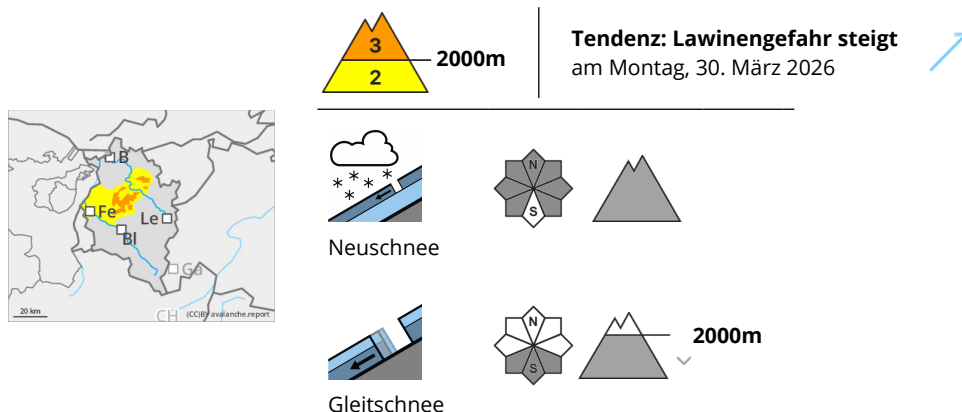 3
2
2000m
Tendenz: Lawinengefahr steigt
am Montag, 30. März 2026
B
Fe
Le
Bl
Ga
CH
20 km
(CC)BY avalanche.report
N
S
Neuschnee
N
S
2000m
Gleitschnee